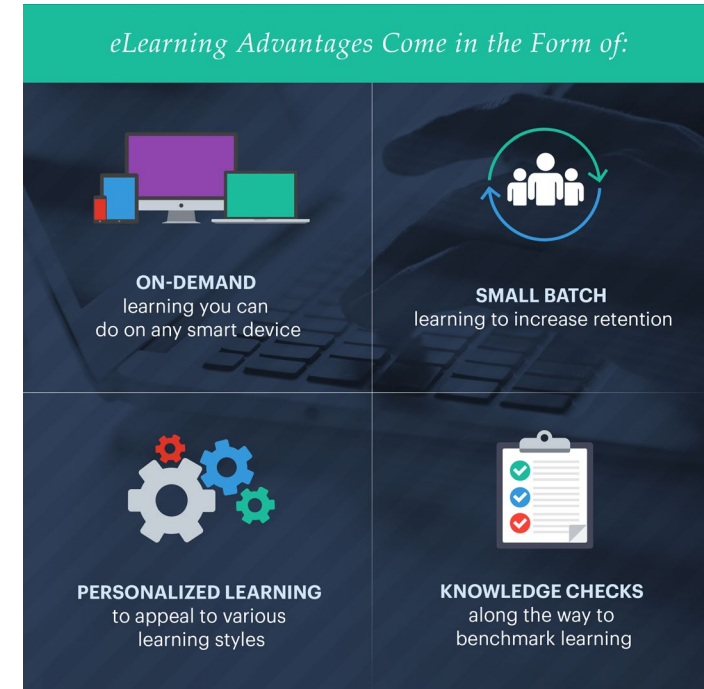 eLearning Advantages Come in the Form of:
ON-DEMAND
learning you can
do on any smart device
SMALL BATCH
learning to increase retention
PERSONALIZED LEARNING
to appeal to various
learning styles
KNOWLEDGE CHECKS
along the way to
benchmark learning